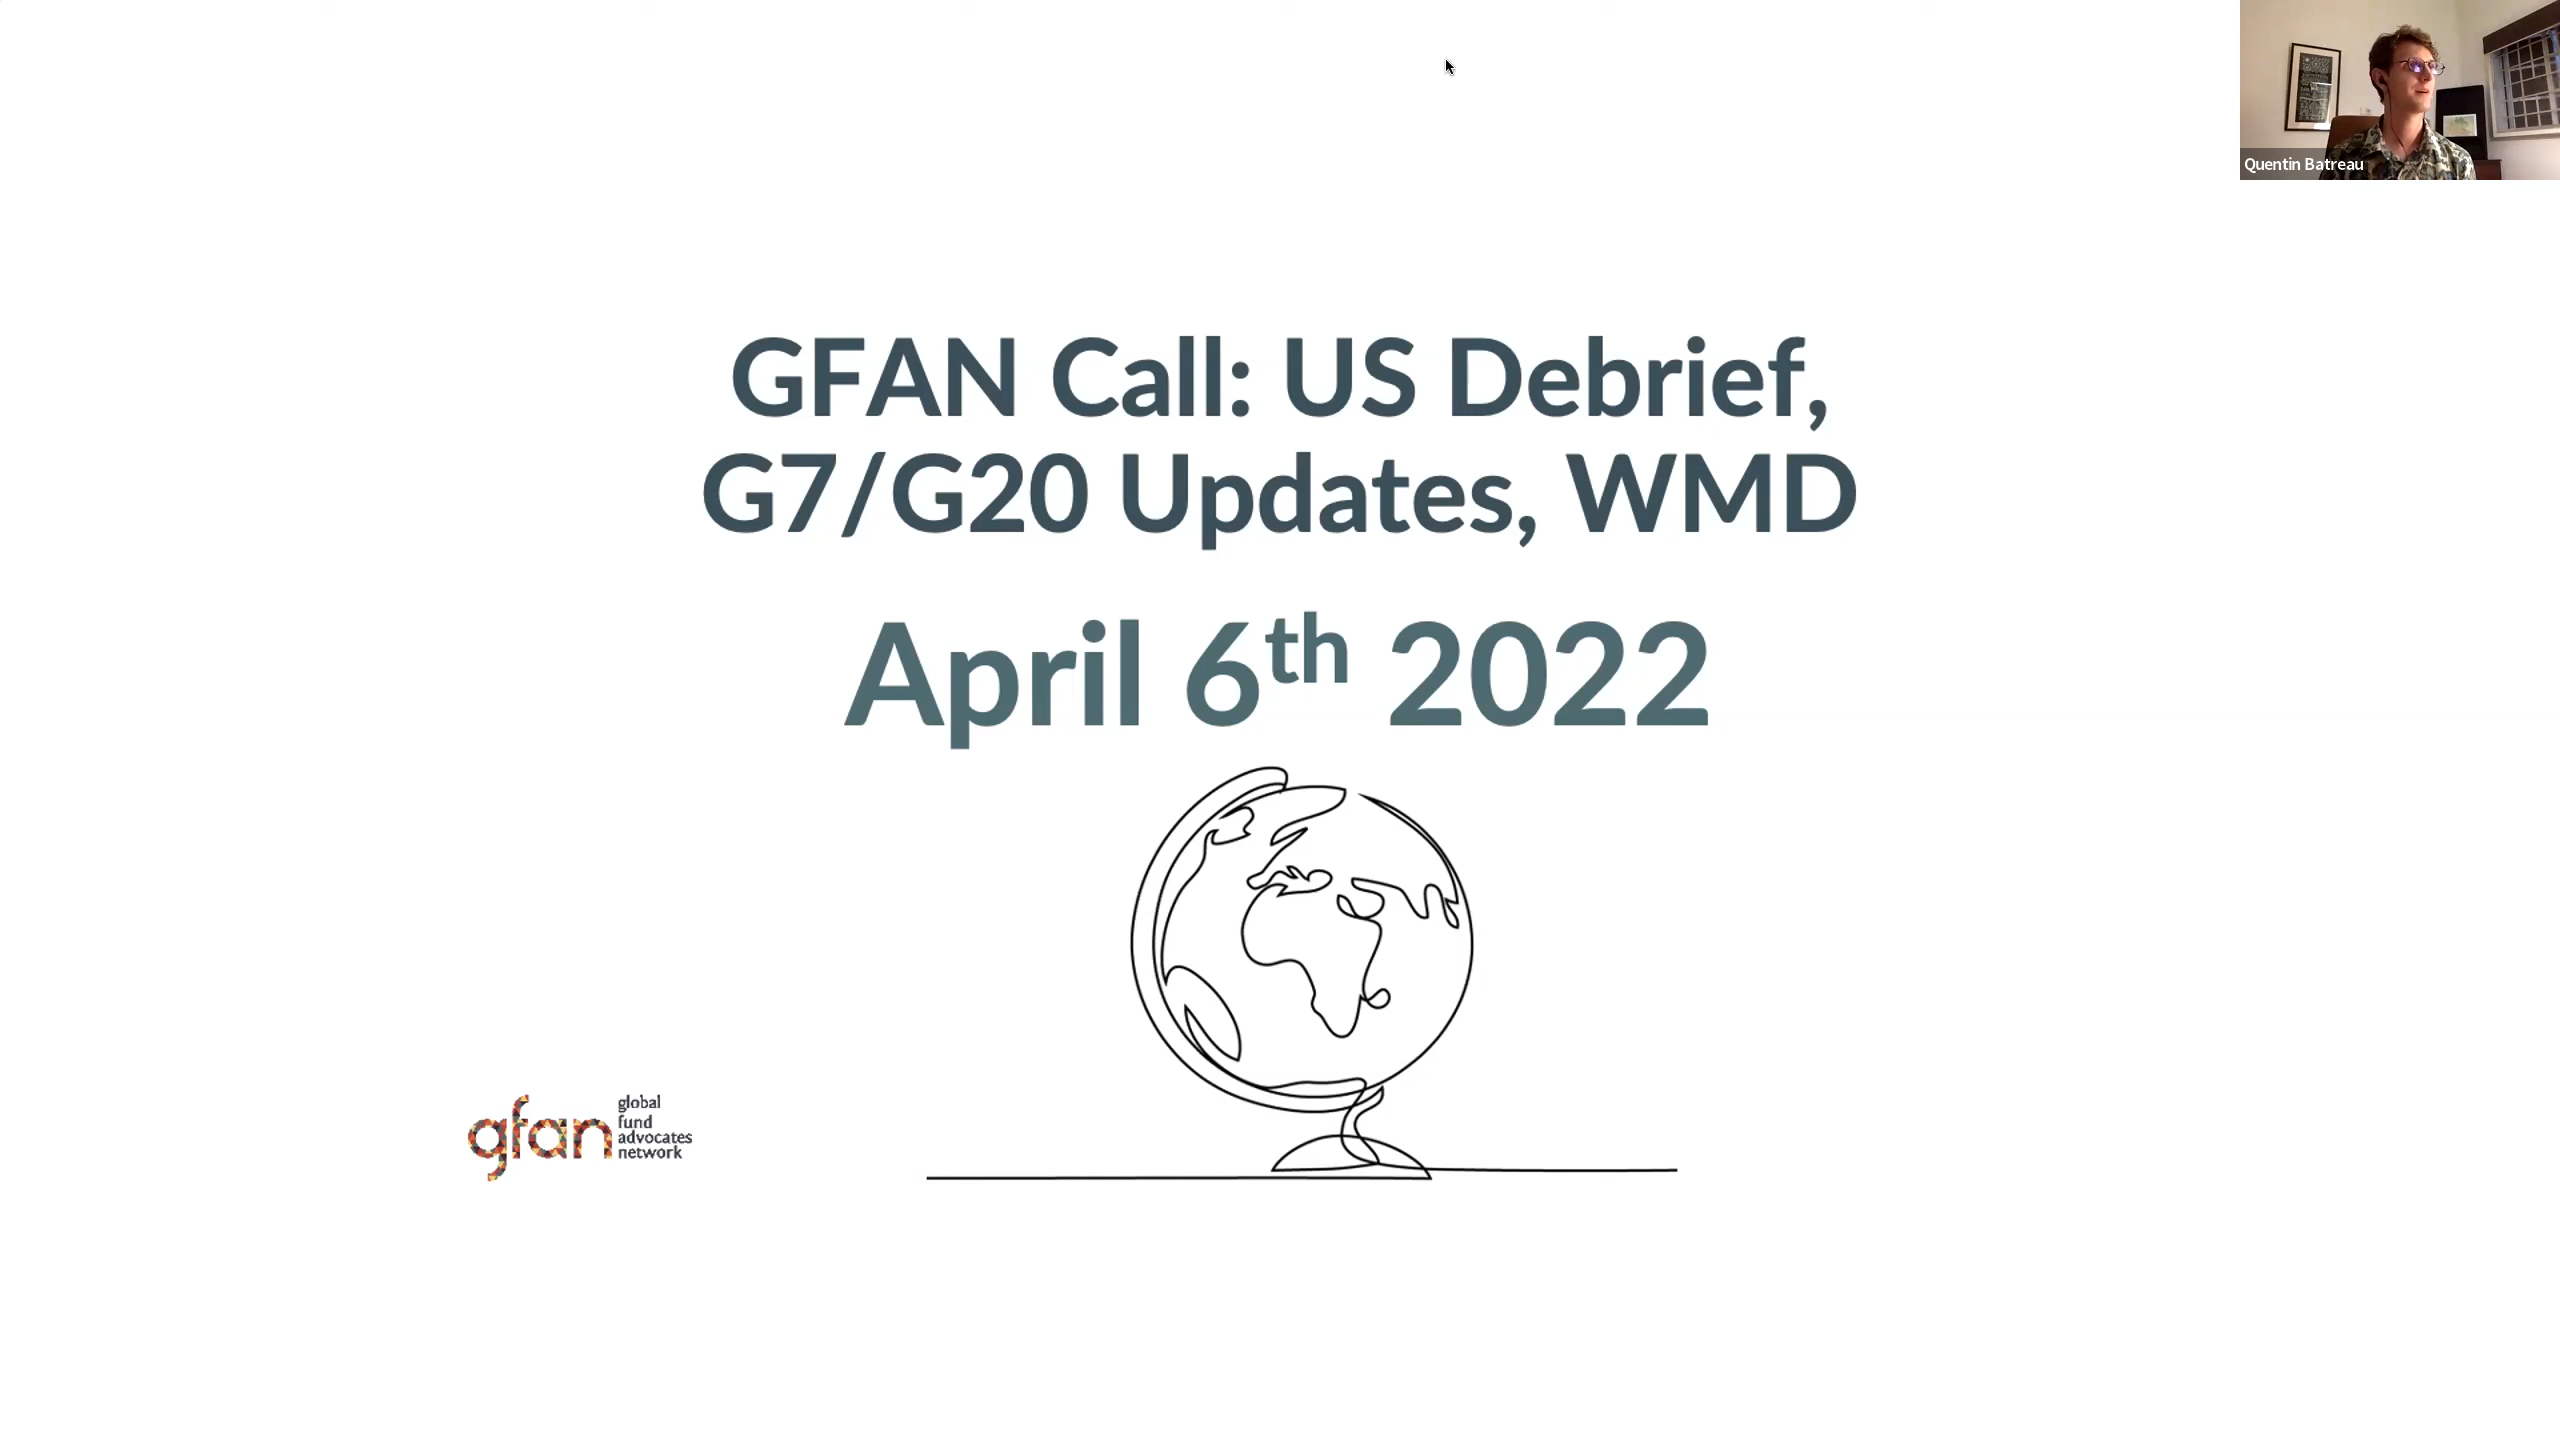 Quentin Batreau
GFAN Call: US Debrief,
G7/G20 Updates, WMD
April 6th 2022
gfan
global
fund
advocates
network